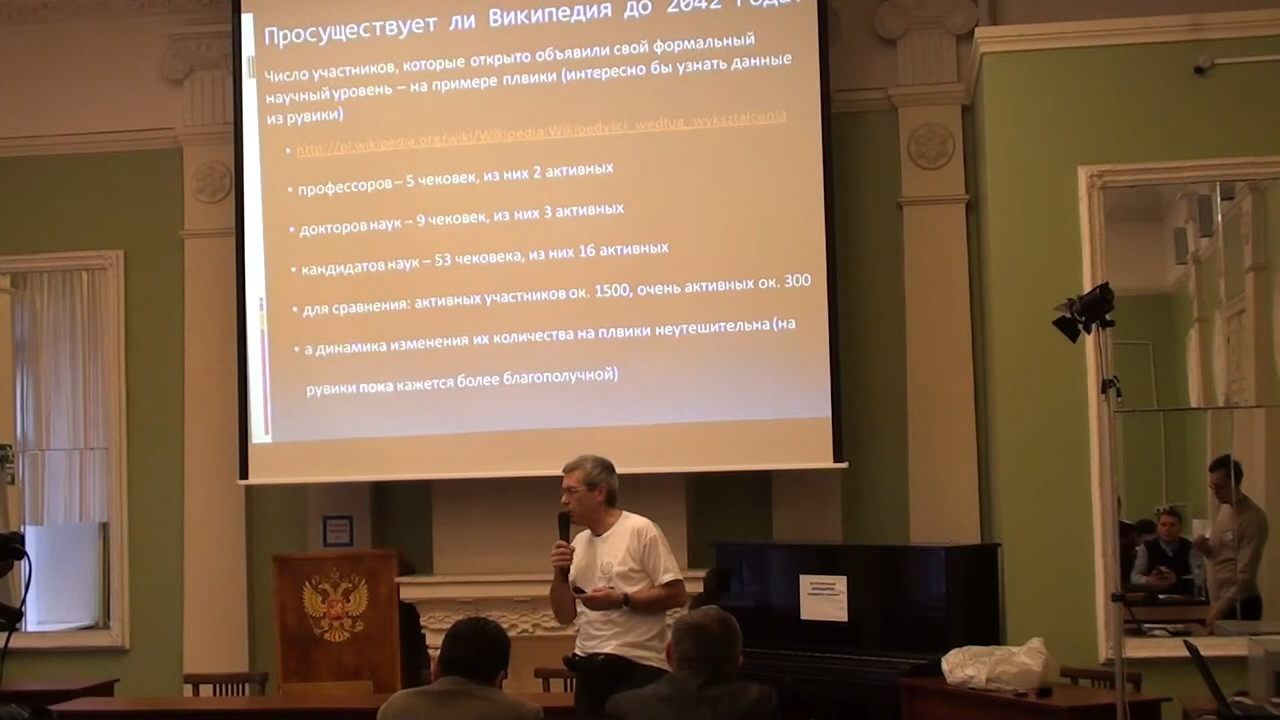 Просуществует ли Википедия до 2042 года?
Число участников, которые открыто объявили свой формальный
научный уровень – на примере плвики (интересно бы узнать данные
из рувики)
• http://pl.wikipedia.org/wiki/Wikipedia:Wikipedyści_według_wykształcenia
• профессоров – 5 чековек, из них 2 активных
• докторов наук – 9 чековек, из них 3 активных
• кандидатов наук – 53 чековека, из них 16 активных
• для сравнения: активных участников ок. 1500, очень активных ок. 300
• а динамика изменения их количества на плвики неутешительна (на
рувики пока кажется более благополучной)